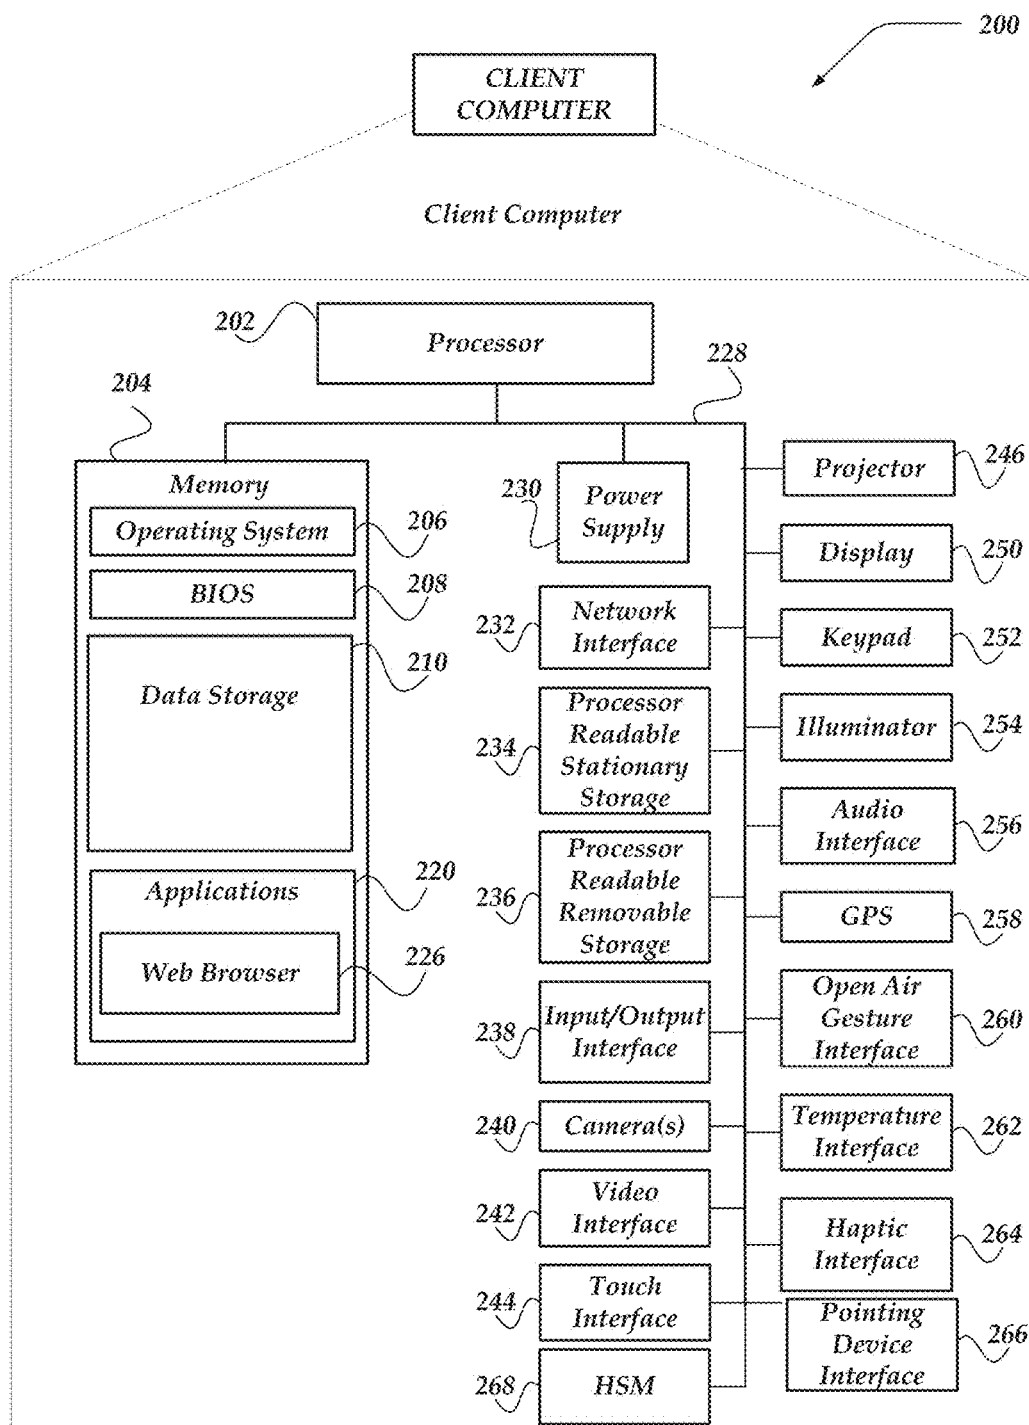 200
CLIENT
COMPUTER
Client Computer
202
Processor
228
204
Memory
Operating System
206
BIOS
208
Data Storage
210
Applications
220
Web Browser
226
230
Power
Supply
232
Network
Interface
234
Processor
Readable
Stationary
Storage
236
Processor
Readable
Removable
Storage
238
Input/Output
Interface
240
Camera(s)
242
Video
Interface
244
Touch
Interface
268
HSM
Projector
246
Display
250
Keypad
252
Illuminator
254
Audio
Interface
256
GPS
258
Open Air
Gesture
Interface
260
Temperature
Interface
262
Haptic
Interface
264
Pointing
Device
Interface
266